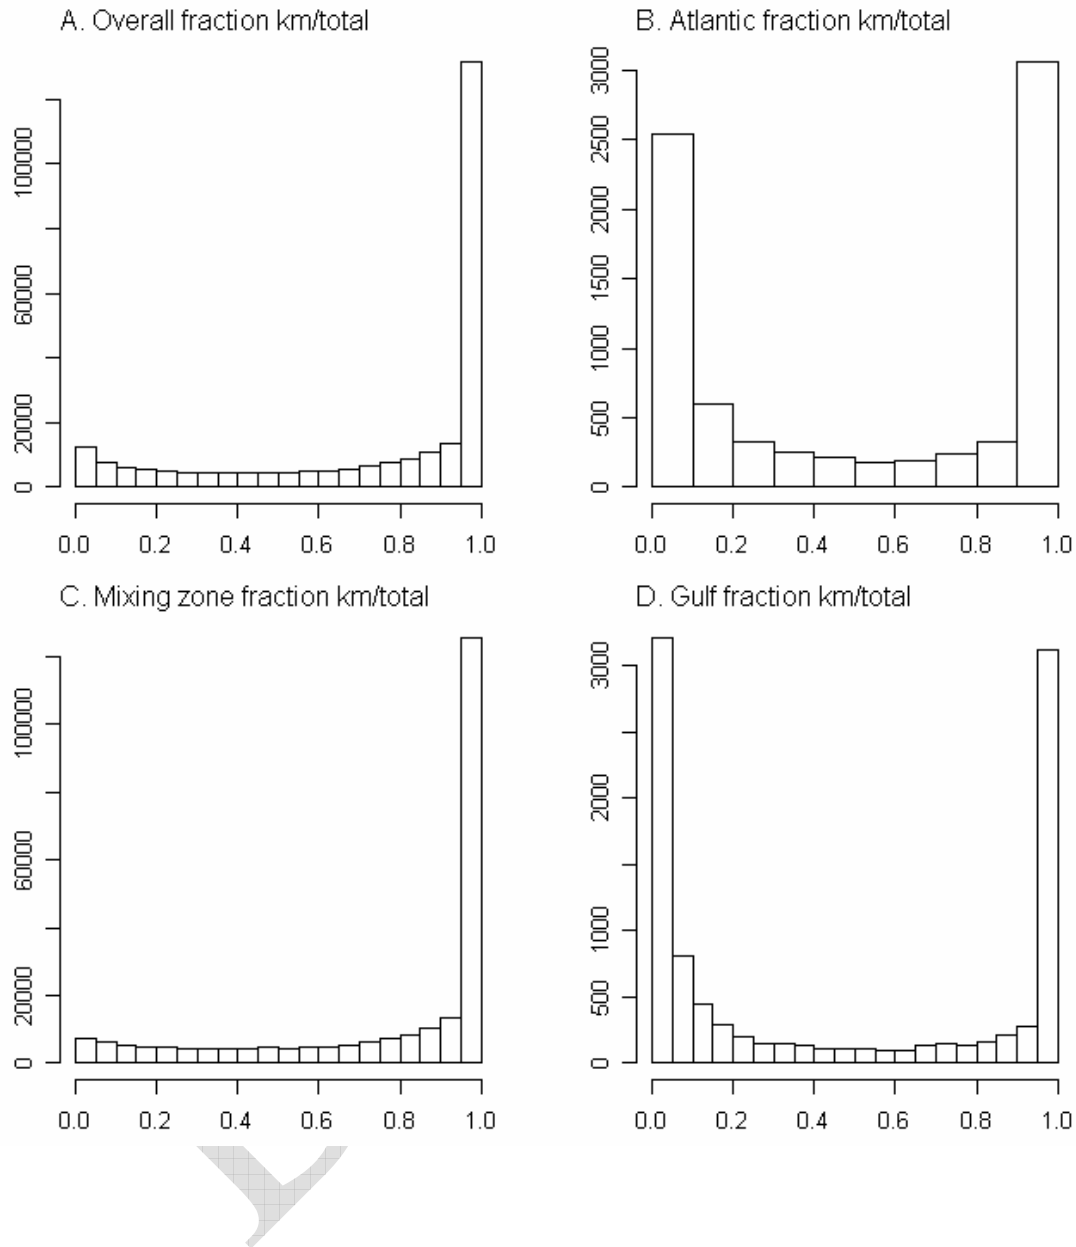 A. Overall fraction km/total
0 20000 60000 100000
0.0 0.2 0.4 0.6 0.8 1.0
B. Atlantic fraction km/total
0 500 1000 1500 2000 2500 3000
0.0 0.2 0.4 0.6 0.8 1.0
C. Mixing zone fraction km/total
0 20000 60000 100000
0.0 0.2 0.4 0.6 0.8 1.0
D. Gulf fraction km/total
0 500 1000 2000 3000
0.0 0.2 0.4 0.6 0.8 1.0